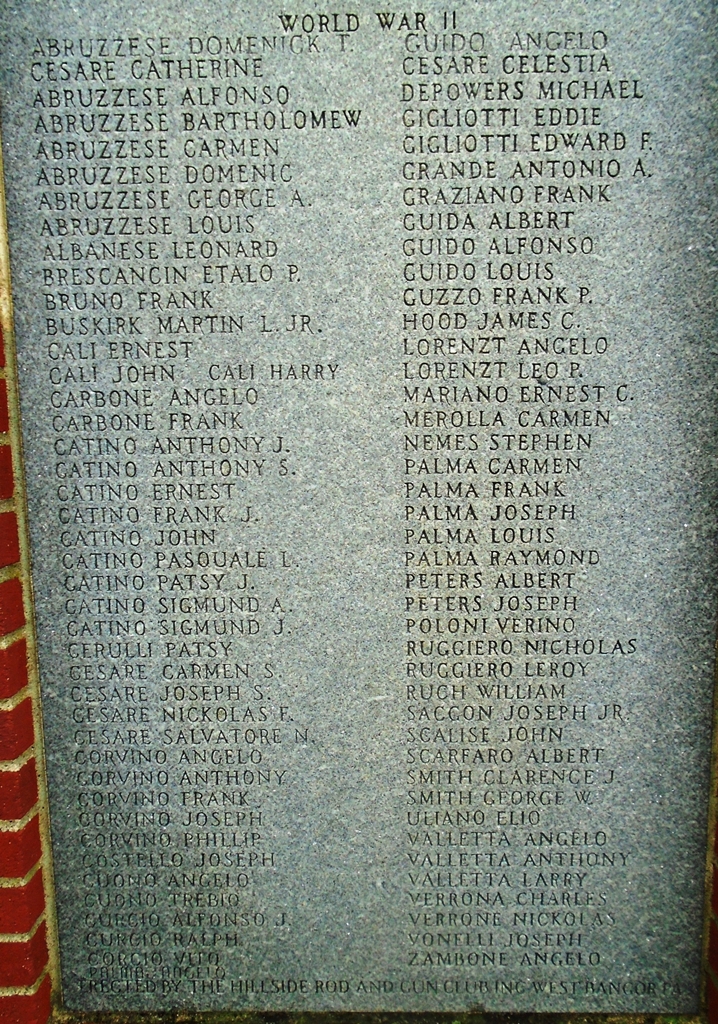 WORLD WAR II
ABRUZZESE DOMENICK T.
CESARE CATHERINE
ABRUZZESE ALFONSO
ABRUZZESE BARTHOLOMEW
ABRUZZESE CARMEN
ABRUZZESE DOMENIC
ABRUZZESE GEORGE A.
ABRUZZESE LOUIS
ALBANESE LEONARD
BRESCANCIN ETALO P.
BRUNO FRANK
BUSKIRK MARTIN L. JR.
CALI ERNEST
CALI JOHN CALI HARRY
CARBONE ANGELO
CARBONE FRANK
CATINO ANTHONY J.
CATINO ANTHONY S.
CATINO ERNEST
CATINO FRANK J.
CATINO JOHN
CATINO PASQUALE L.
CATINO PATSY J.
CATINO SIGMUND A.
CATINO SIGMUND J.
CERULLI PATSY
CESARE CARMEN S.
CESARE JOSEPH S.
CESARE NICKOLAS F.
CESARE SALVATORE N.
CORVINO ANGELO
CORVINO ANTHONY
CORVINO FRANK
CORVINO JOSEPH
CORVINO PHILLIP
COSTELLO JOSEPH
CUONO ANGELO
CUONO TREBIO
CURCIO ALFONSO J.
CURCIO RALPH
CORCIO VITO
PALMA ANGELO
GUIDO ANGELO
CESARE CELESTIA
DEPOWERS MICHAEL
GIGLIOTTI EDDIE
GIGLIOTTI EDWARD F.
GRANDE ANTONIO A.
GRAZIANO FRANK
GUIDA ALBERT
GUIDO ALFONSO
GUIDO LOUIS
GUZZO FRANK P.
HOOD JAMES C.
LORENZT ANGELO
LORENZT LEO P.
MARIANO ERNEST C.
MEROLLA CARMEN
NEMES STEPHEN
PALMA CARMEN
PALMA FRANK
PALMA JOSEPH
PALMA LOUIS
PALMA RAYMOND
PETERS ALBERT
PETERS JOSEPH
POLONI VERINO
RUGGIERO NICHOLAS
RUGGIERO LEROY
RUCH WILLIAM
SACCON JOSEPH JR.
SCALISE JOHN
SCARFARO ALBERT
SMITH CLARENCE J.
SMITH GEORGE W.
ULIANO ELIO
VALLETTA ANGELO
VALLETTA ANTHONY
VALLETTA LARRY
VERRONA CHARLES
VERRONE NICKOLAS
VONELLI JOSEPH
ZAMBONE ANGELO
ERECTED BY THE HILLSIDE ROD AND GUN CLUB INC WEST BANGOR PA